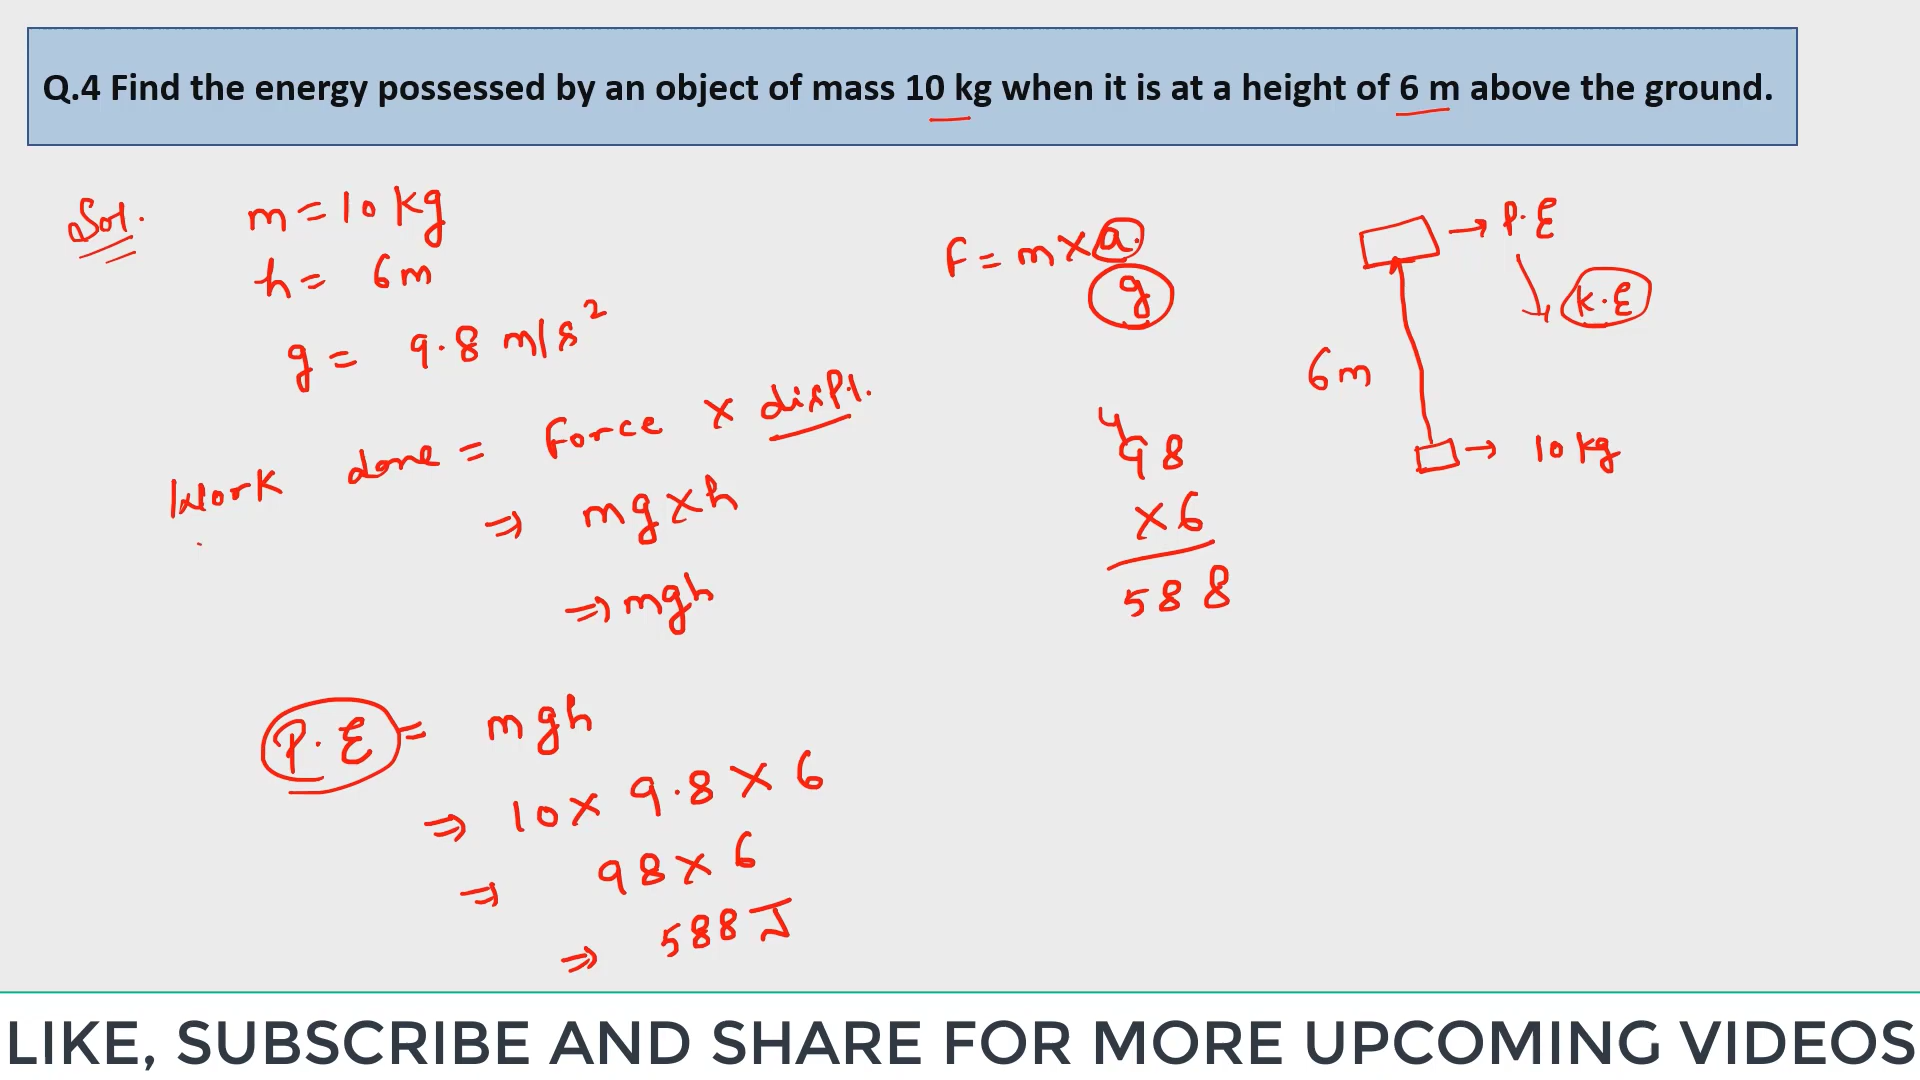 Q.4 Find the energy possessed by an object of mass 10 kg when it is at a height of 6 m above the ground.
Sol.
m = 10 kg
h = 6 m
g = 9.8 m/s²
Work done = Force × displ.
⇒ mg × h
⇒ mgh
P.E = mgh
⇒ 10 × 9.8 × 6
⇒ 98 × 6
⇒ 588 J
F = m × a
g
4
98
× 6
588
→ P.E
K.E
6m
→ 10 kg
LIKE, SUBSCRIBE AND SHARE FOR MORE UPCOMING VIDEOS